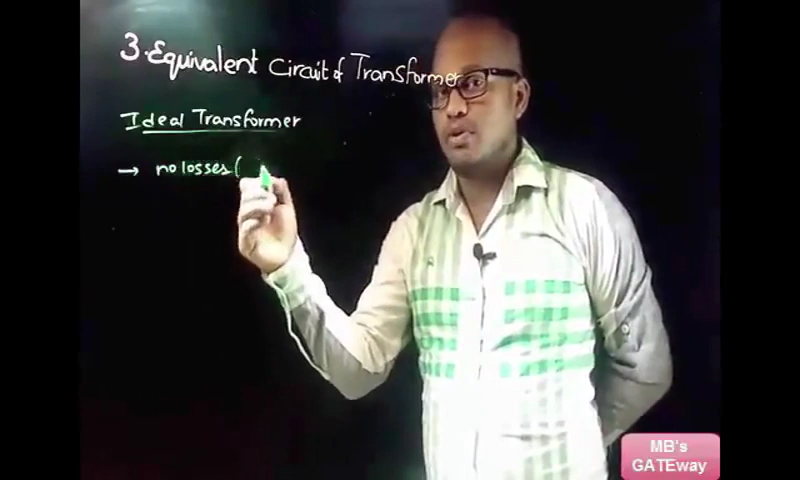 3. Equivalent Circuit of Transformer
Ideal Transformer
→ no losses (
MB's
GATEway